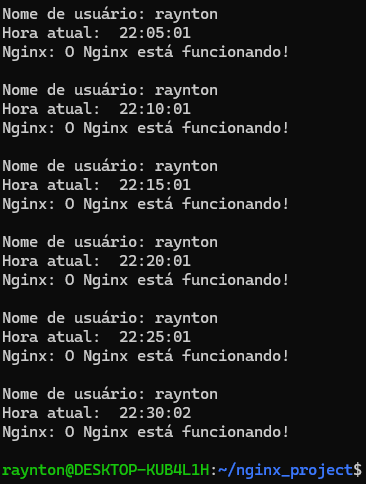 Nome de usuário: raynton
Hora atual:  22:05:01
Nginx: O Nginx está funcionando!
Nome de usuário: raynton
Hora atual:  22:10:01
Nginx: O Nginx está funcionando!
Nome de usuário: raynton
Hora atual:  22:15:01
Nginx: O Nginx está funcionando!
Nome de usuário: raynton
Hora atual:  22:20:01
Nginx: O Nginx está funcionando!
Nome de usuário: raynton
Hora atual:  22:25:01
Nginx: O Nginx está funcionando!
Nome de usuário: raynton
Hora atual:  22:30:02
Nginx: O Nginx está funcionando!
raynton@DESKTOP-KUB4L1H:~/nginx_project$